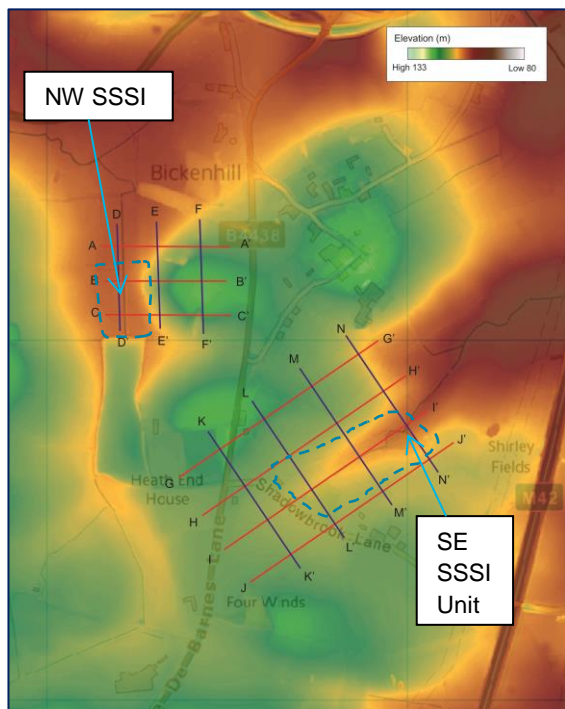 Elevation (m)
High 133 Low 80
NW SSSI
Bickenhill
D E F
B4438
A A'
B B'
C C'
D' E' F'
N
G'
M
H'
L
I'
K
J'
Shirley
Fields
G
Heath End
House
N'
M42
H
Shadowbrook Lane
M'
L'
I
K'
J
Four Winds
De-Barnes-Lane
SE
SSSI
Unit